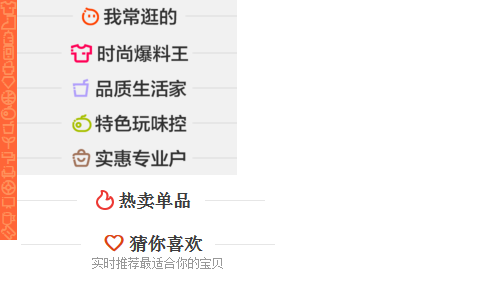 我常逛的
时尚爆料王
品质生活家
特色玩味控
实惠专业户
热卖单品
猜你喜欢
实时推荐最适合你的宝贝